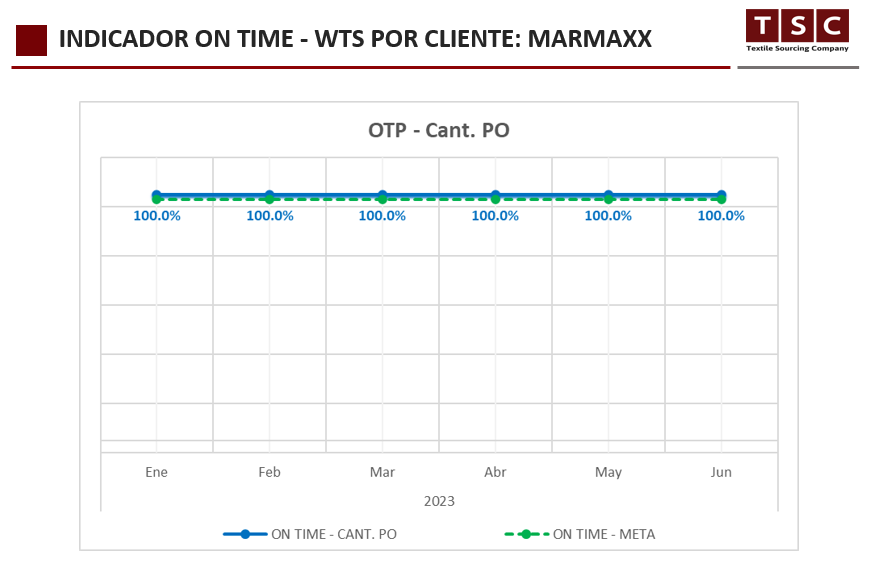 INDICADOR ON TIME - WTS POR CLIENTE: MARMAXX
TSC
Textile Sourcing Company
OTP - Cant. PO
100.0% 100.0% 100.0% 100.0% 100.0% 100.0%
Ene Feb Mar Abr May Jun
2023
ON TIME - CANT. PO ON TIME - META